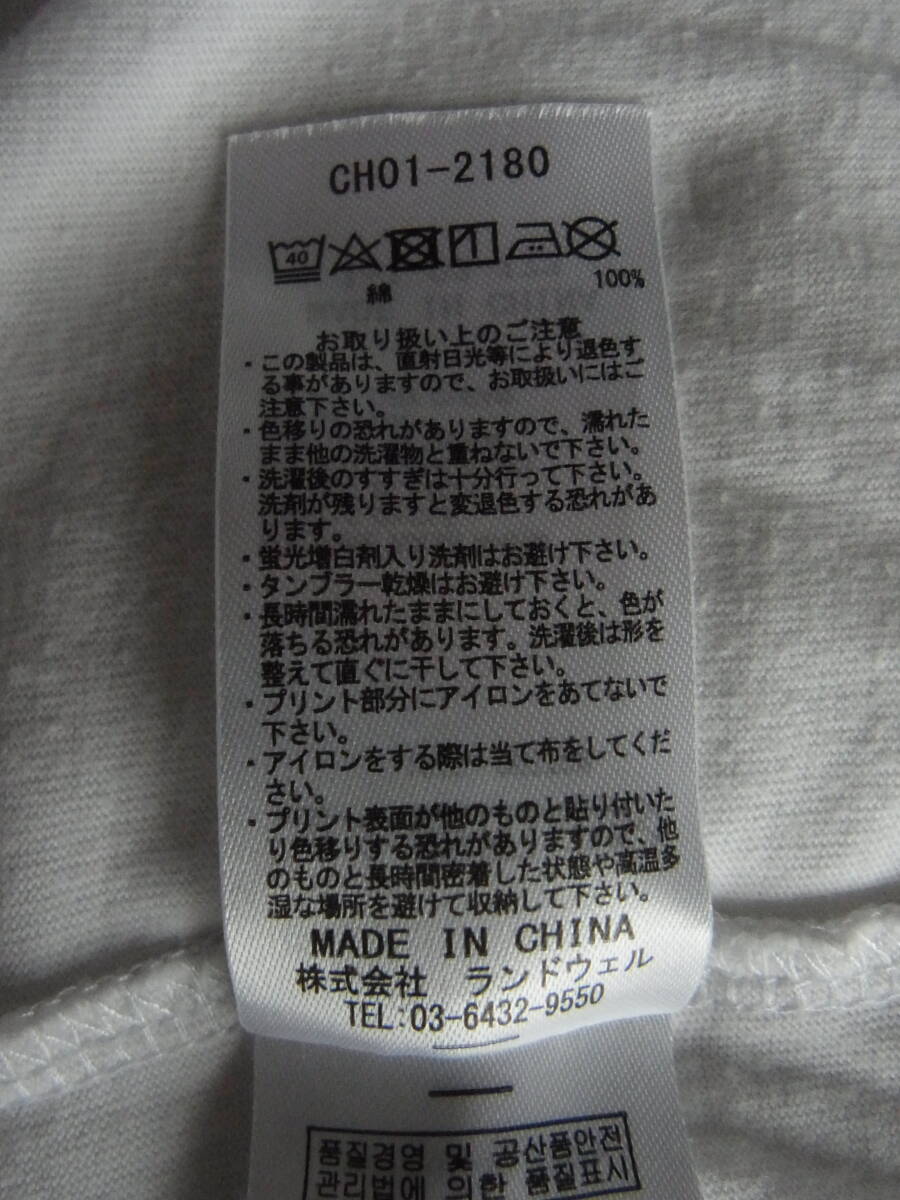 CH01-2180
40
綿 100%
お取り扱い上のご注意
・この製品は、直射日光等により退色す
る事がありますので、お取扱いにはご
注意下さい。
・色移りの恐れがありますので、濡れた
まま他の洗濯物と重ねないで下さい。
・洗濯後のすすぎは十分行って下さい。
洗剤が残りますと変退色する恐れがあ
ります。
・蛍光増白剤入り洗剤はお避け下さい。
・タンブラー乾燥はお避け下さい。
・長時間濡れたままにしておくと、色が
落ちる恐れがあります。洗濯後は形を
整えて直ぐに干して下さい。
・プリント部分にアイロンをあてないで
下さい。
・アイロンをする際は当て布をしてくだ
さい。
・プリント表面が他のものと貼り付いた
り色移りする恐れがありますので、他
のものと長時間密着した状態や高温多
湿な場所を避けて収納して下さい。
MADE IN CHINA
株式会社 ランドウェル
TEL:03-6432-9550
품질경영 및 공산품안전
관리법에 의한 품질표시